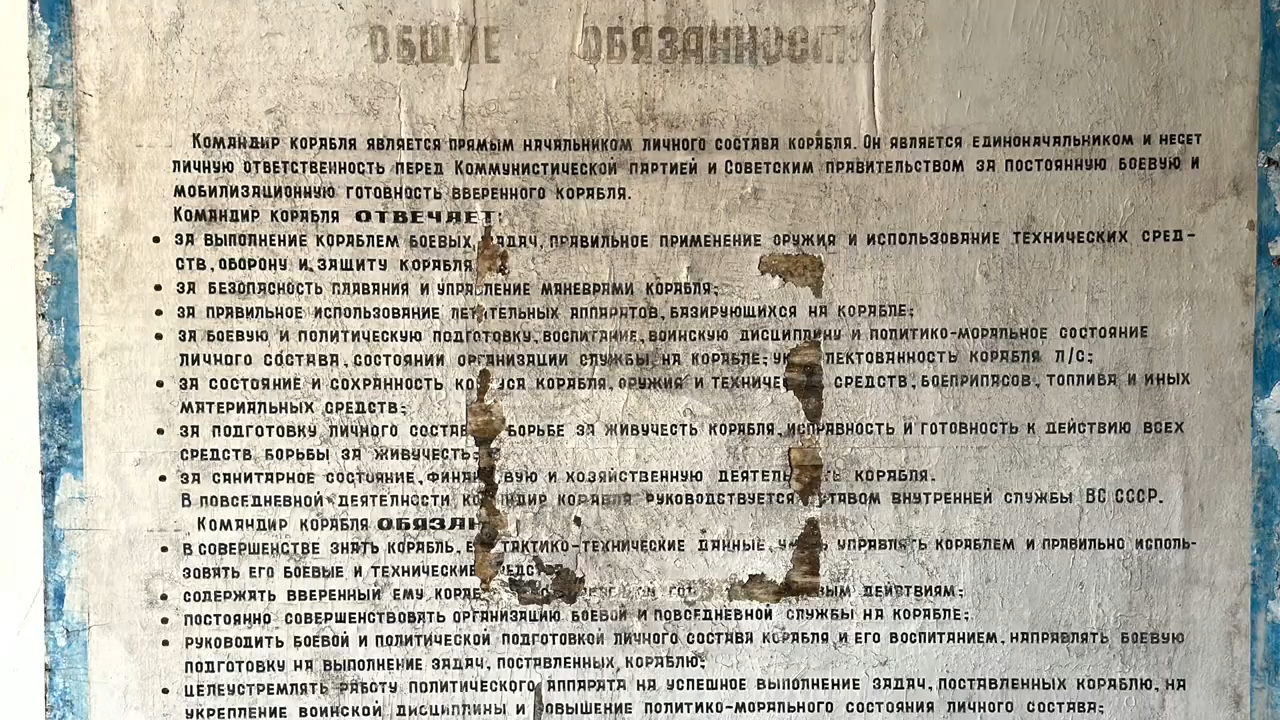 ОБЩИЕ ОБЯЗАННОСТИ
Командир корабля является прямым начальником личного состава корабля. Он является единоначальником и несет
личную ответственность перед Коммунистической партией и Советским правительством за постоянную боевую и
мобилизационную готовность вверенного корабля.
Командир корабля ОТВЕЧАЕТ:
• за выполнение кораблем боевых задач, правильное применение оружия и использование технических сред-
ств, оборону и защиту корабля
• за безопасность плавания и управление маневрами корабля;
• за правильное использование летательных аппаратов, базирующихся на корабле;
• за боевую и политическую подготовку, воспитание, воинскую дисциплину и политико-моральное состояние
личного состава, состоянии организации службы на корабле; корабля л/с;
• за состояние и сохранность корпуса корабля, оружия и технических средств, боеприпасов, топлива и иных
материальных средств;
• за подготовку личного состава борьбе за живучесть корабля, исправность и готовность к действию всех
средств борьбы за живучесть;
• за санитарное состояние, финансовую и хозяйственную деятельность корабля.
В повседневной деятельности командир корабля руководствуется уставом внутренней службы ВС СССР.
Командир корабля ОБЯЗАН
• в совершенстве знать корабль, его тактико-технические данные, уметь управлять кораблем и правильно исполь-
зовать его боевые и технические средства
• содержать вверенный ему действиям;
• постоянно совершенствовать организацию боевой и повседневной службы на корабле;
• руководить боевой и политической подготовкой личного состава корабля и его воспитанием, направлять боевую
подготовку на выполнение задач, поставленных кораблю;
• целеустремлять работу политического аппарата на успешное выполнение задач, поставленных кораблю, на
укрепление воинской дисциплины и повышение политико-морального состояния личного состава;